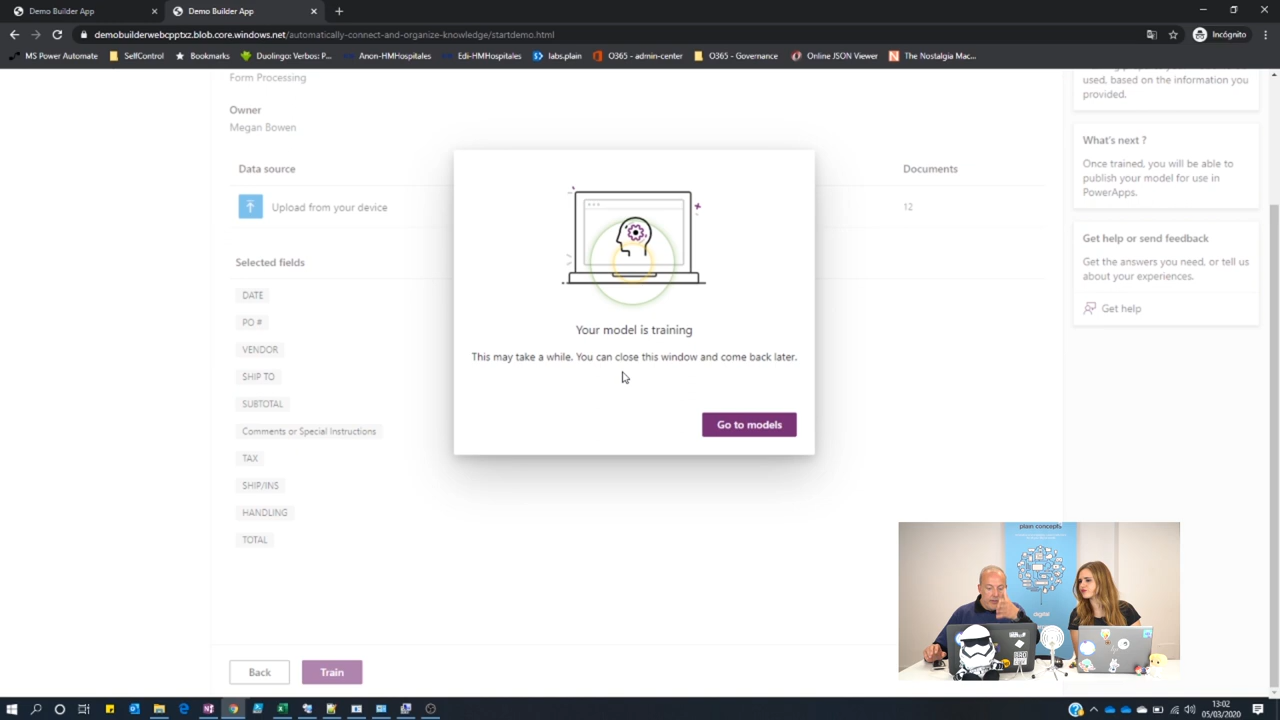 Demo Builder App
Demo Builder App
demobuilderwebcpptxz.blob.core.windows.net/automatically-connect-and-organize-knowledge/startdemo.html
Incógnito
MS Power Automate
SelfControl
Bookmarks
Duolingo: Verbos: P...
Anon-HMHospitales
Edi-HMHospitales
labs.plain
O365 - admin-center
O365 - Governance
Online JSON Viewer
The Nostalgia Mac...
Form Processing
Owner
Megan Bowen
Data source
Documents
Upload from your device
12
Selected fields
DATE
PO #
VENDOR
SHIP TO
SUBTOTAL
Comments or Special Instructions
TAX
SHIP/INS
HANDLING
TOTAL
Back
Train
Your model is training
This may take a while. You can close this window and come back later.
Go to models
used, based on the information you
provided.
What's next ?
Once trained, you will be able to
publish your model for use in
PowerApps.
Get help or send feedback
Get the answers you need, or tell us
about your experiences.
Get help
plain concepts
digital
13:02
05/03/2020